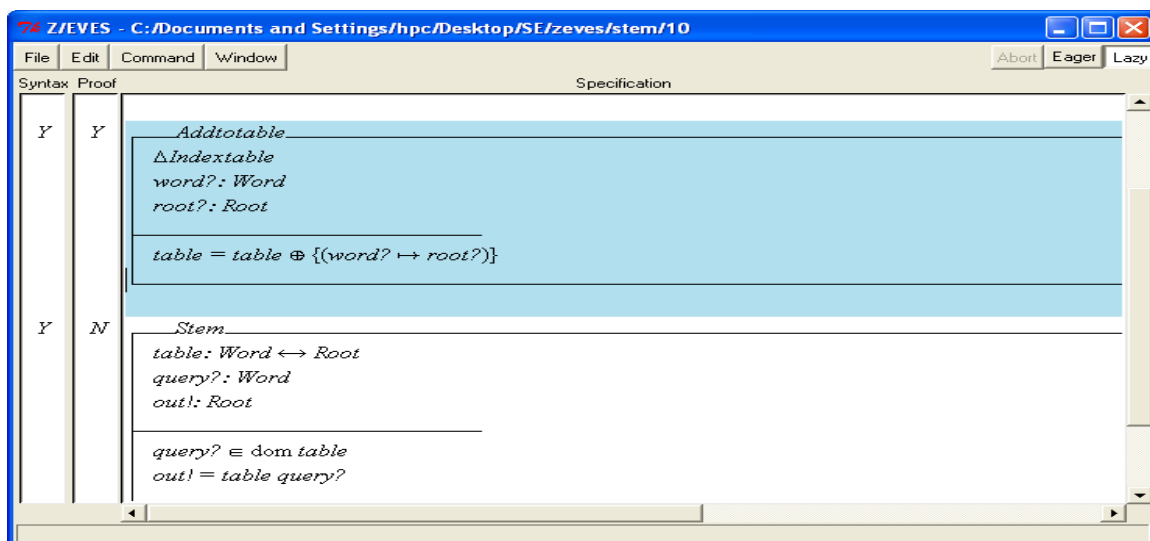 Z/EVES - C:/Documents and Settings/hpc/Desktop/SE/zeves/stem/10
File Edit Command Window Abort Eager Lazy
Syntax Proof Specification
Y Y Addtotable
ΔIndextable
word?: Word
root?: Root
table = table ⊕ {(word? ↦ root?)}
Y N Stem
table: Word ↔ Root
query?: Word
out!: Root
query? ∈ dom table
out! = table query?